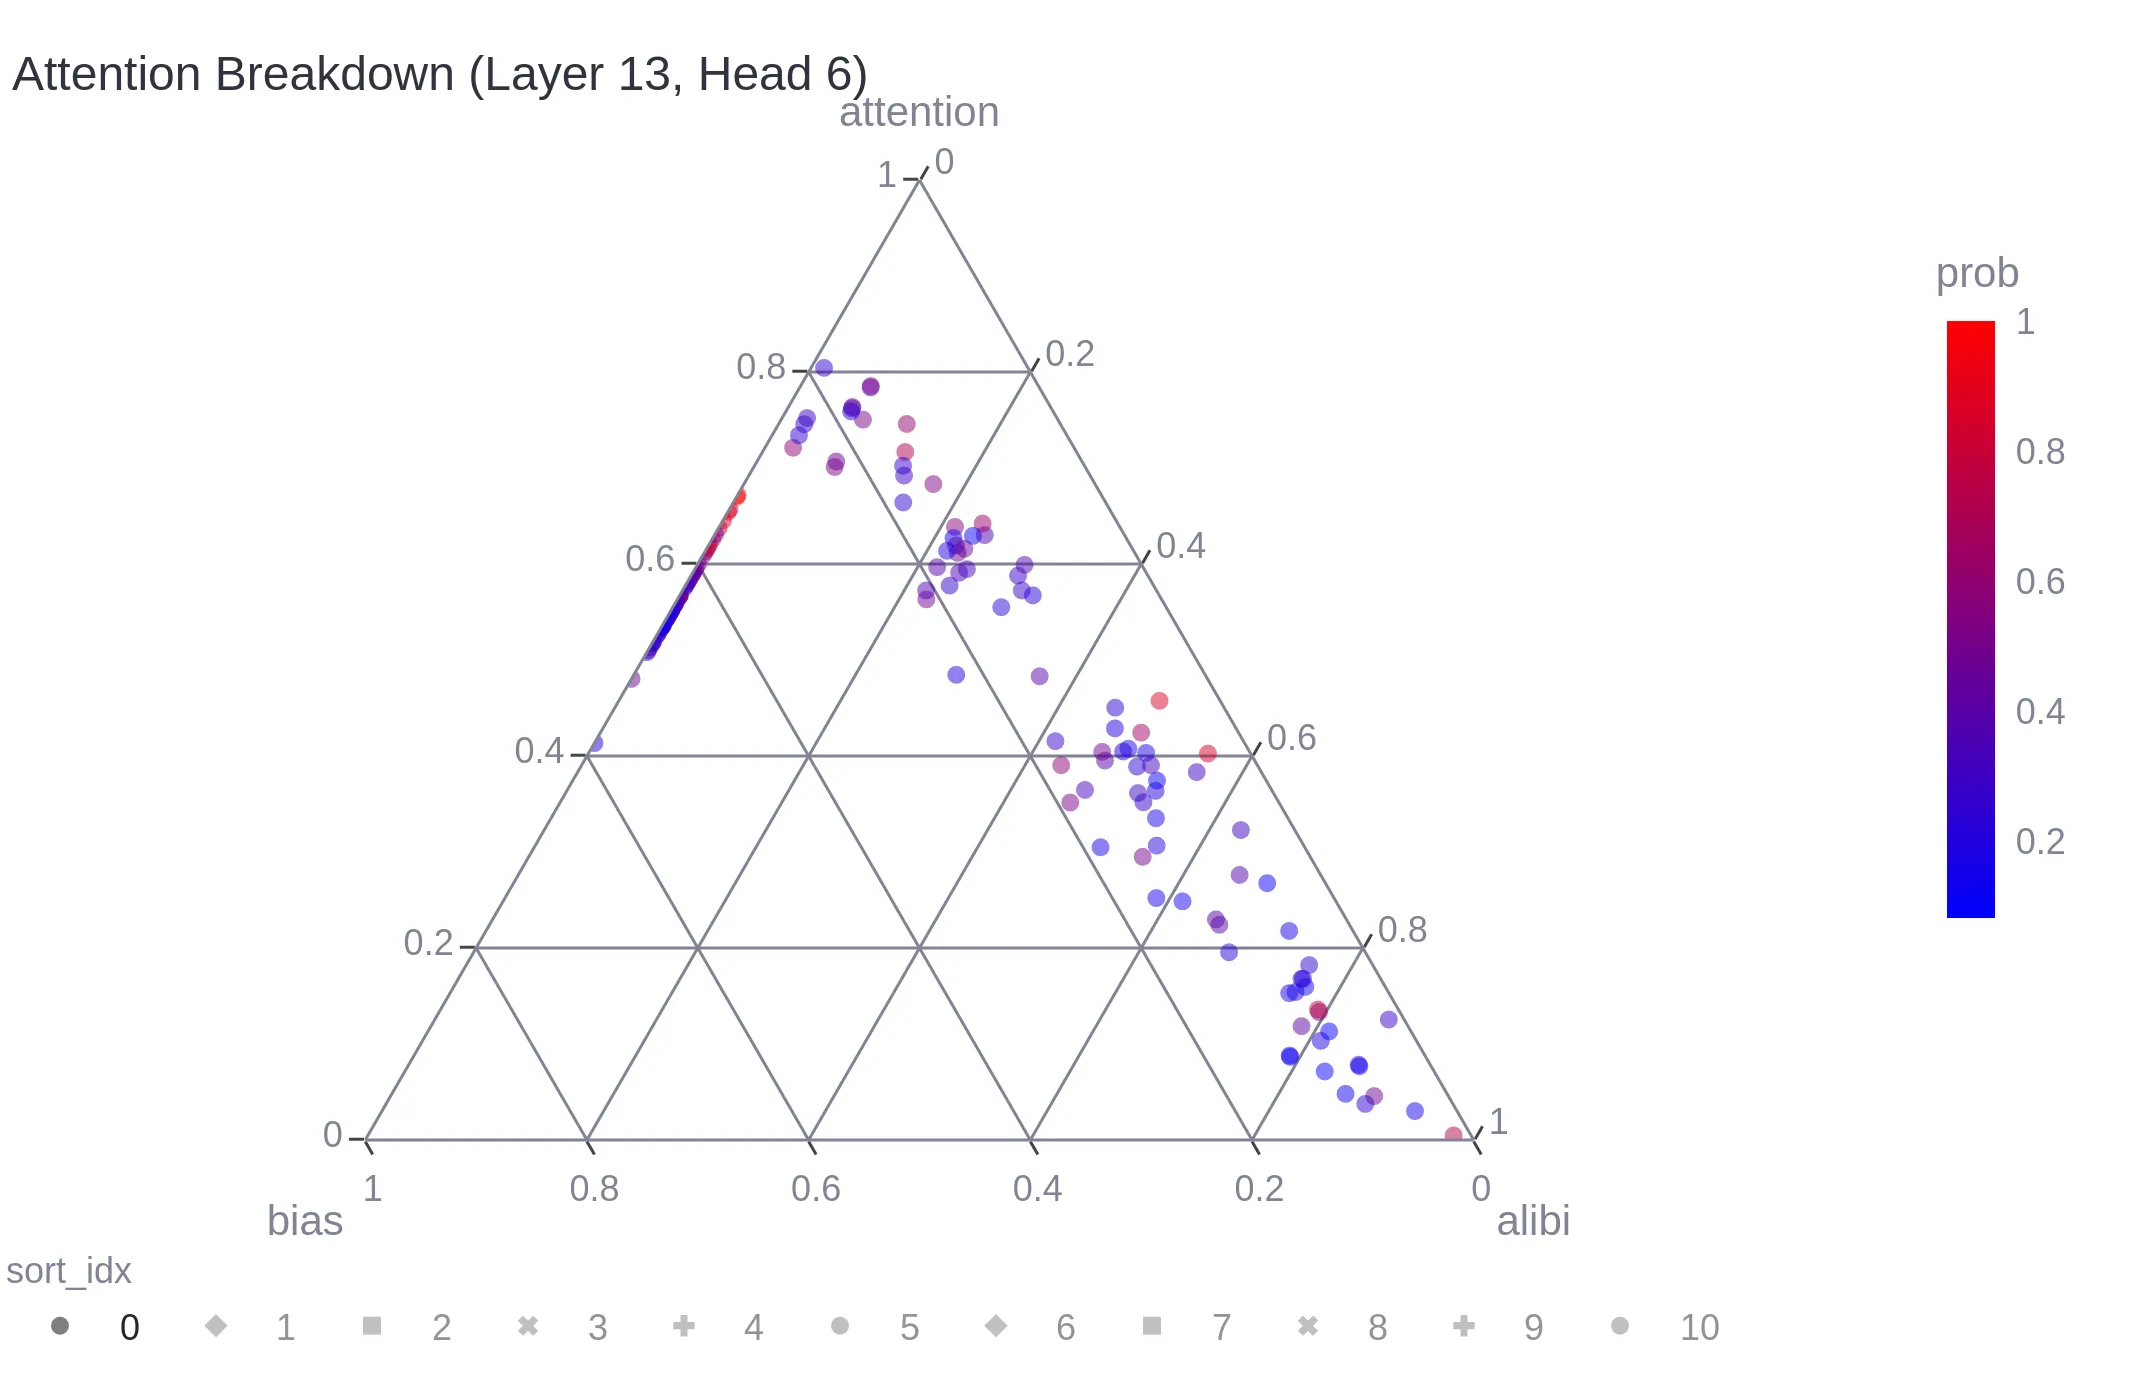 Attention Breakdown (Layer 13, Head 6)
attention
1 0
prob
1
0.8 0.2
0.8
0.6 0.4
0.6
0.4 0.6
0.4
0.2 0.8
0.2
0 1
1 0.8 0.6 0.4 0.2 0
bias alibi
sort_idx
0 1 2 3 4 5 6 7 8 9 10